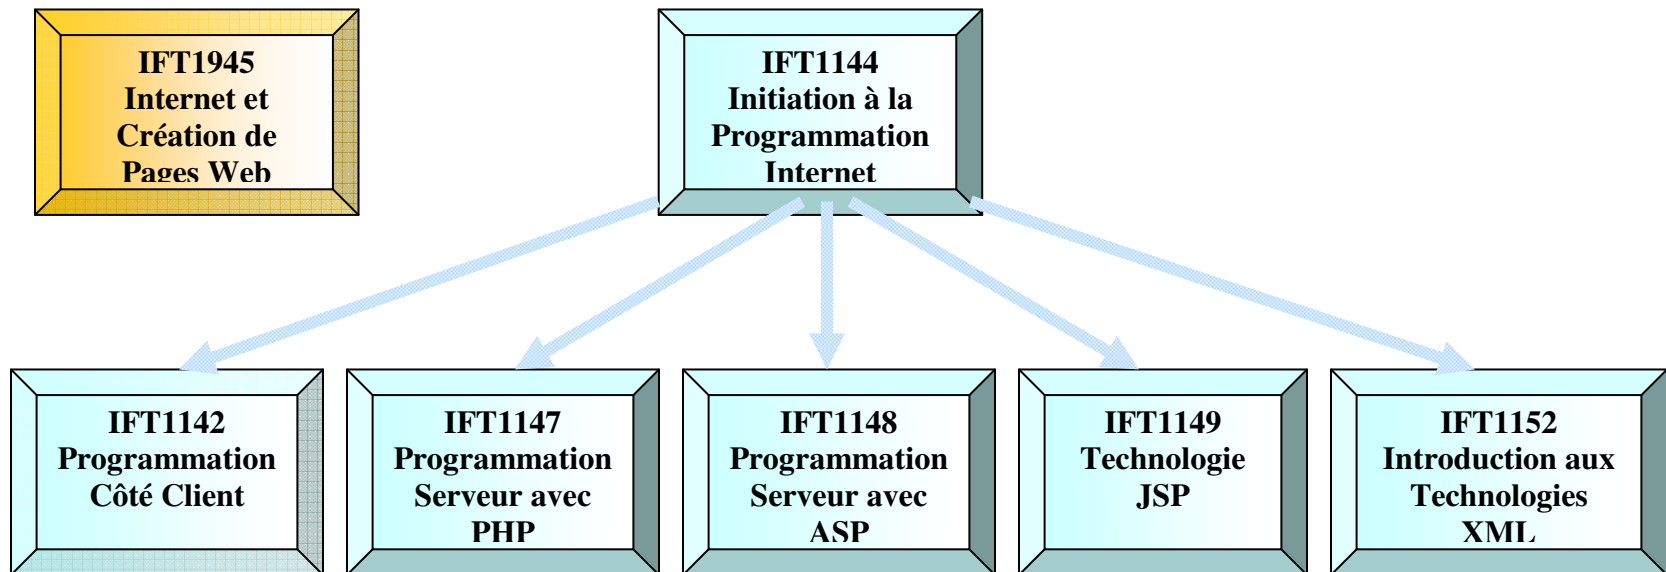 IFT1945
Internet et
Création de
Pages Web
IFT1144
Initiation à la
Programmation
Internet
IFT1142
Programmation
Côté Client
IFT1147
Programmation
Serveur avec
PHP
IFT1148
Programmation
Serveur avec
ASP
IFT1149
Technologie
JSP
IFT1152
Introduction aux
Technologies
XML